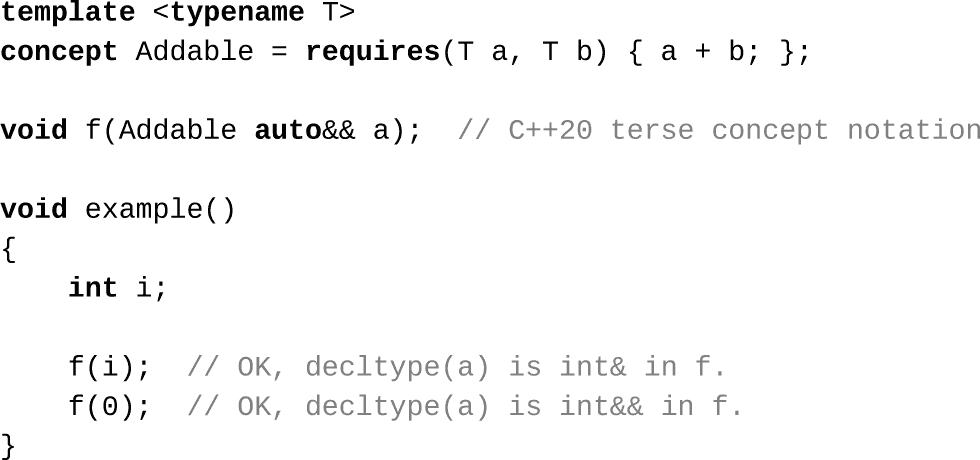 template <typename T>
concept Addable = requires(T a, T b) { a + b; };
void f(Addable auto&& a);  // C++20 terse concept notation
void example()
{
    int i;
    f(i);  // OK, decltype(a) is int& in f.
    f(0);  // OK, decltype(a) is int&& in f.
}